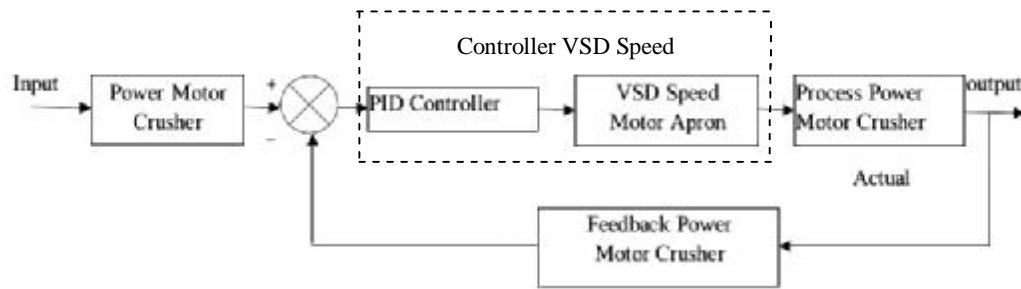 Controller VSD Speed
Input
Power Motor
Crusher
+
−
PID Controller
VSD Speed
Motor Apron
Process Power
Motor Crusher
output
Actual
Feedback Power
Motor Crusher